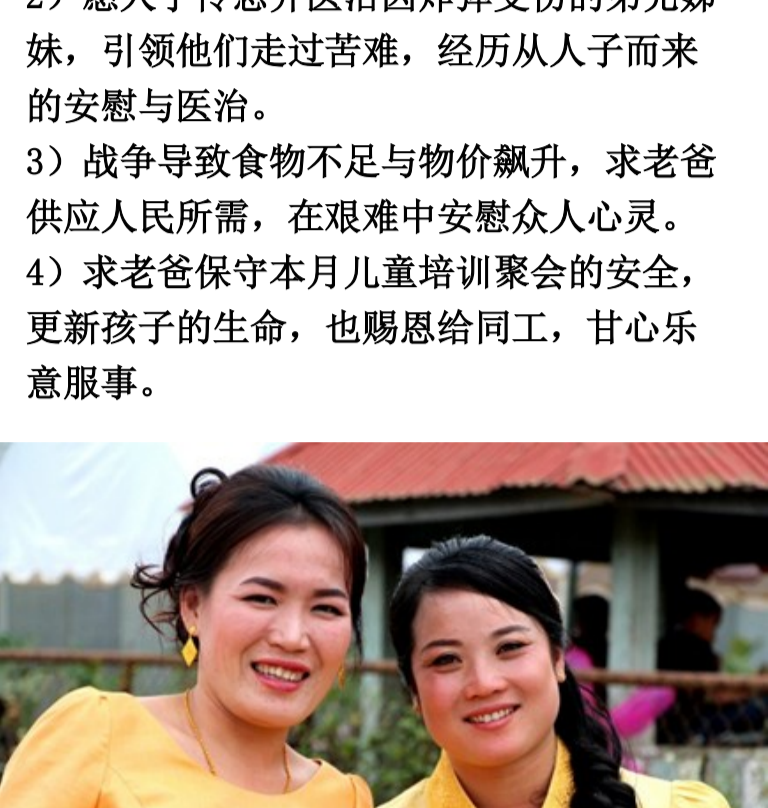 妹，引领他们走过苦难，经历从人子而来
的安慰与医治。
3）战争导致食物不足与物价飙升，求老爸
供应人民所需，在艰难中安慰众人心灵。
4）求老爸保守本月儿童培训聚会的安全，
更新孩子的生命，也赐恩给同工，甘心乐
意服事。